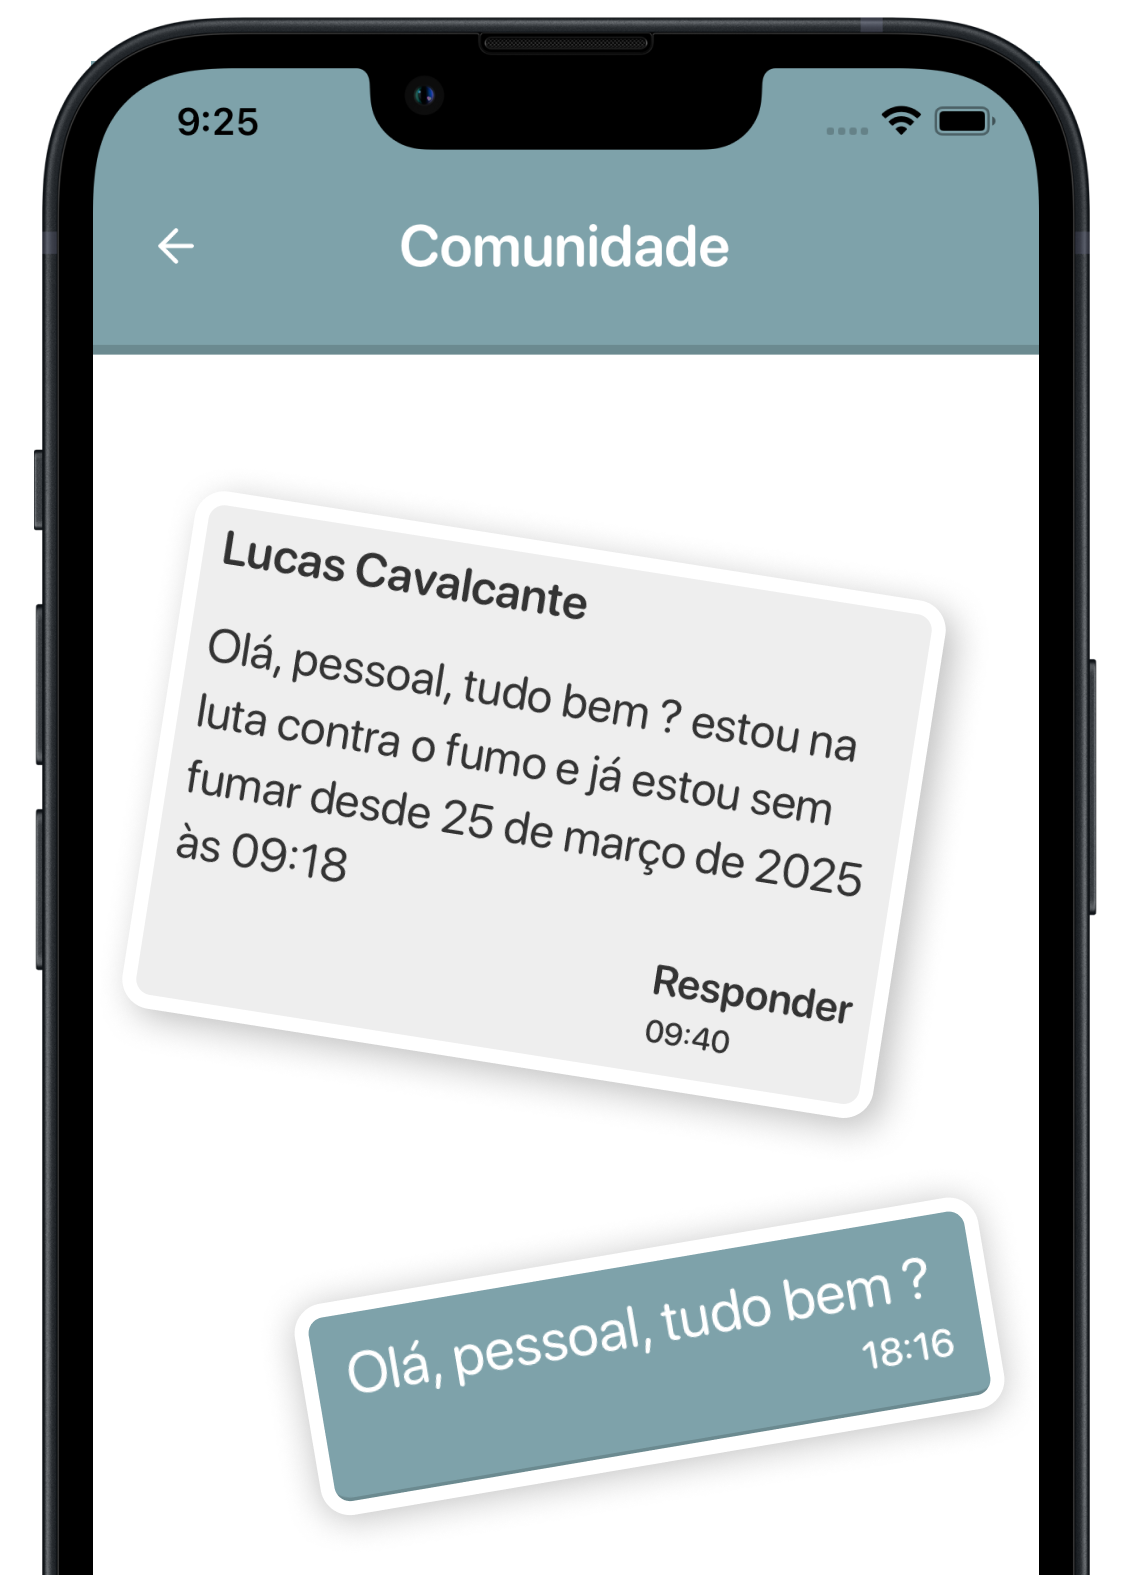 9:25
Comunidade
Lucas Cavalcante
Olá, pessoal, tudo bem ? estou na
luta contra o fumo e já estou sem
fumar desde 25 de março de 2025
às 09:18
Responder
09:40
Olá, pessoal, tudo bem ?
18:16